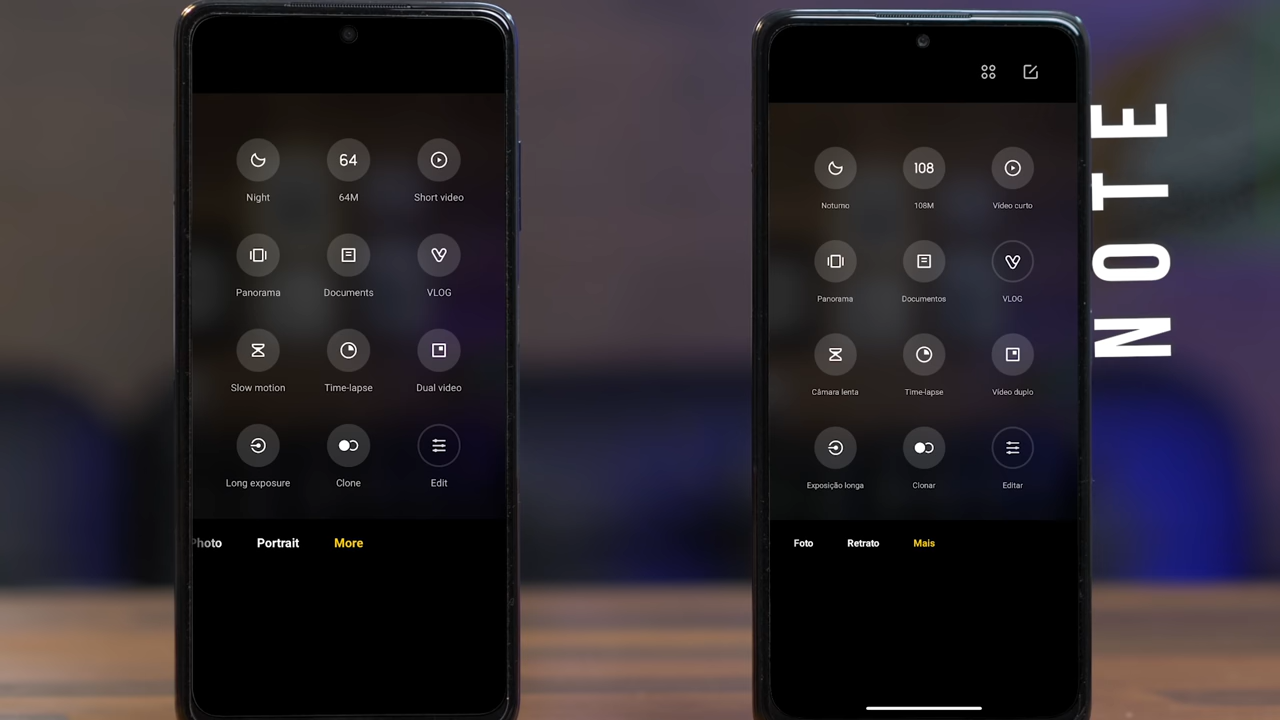 64
Night
64M
Short video
Panorama
Documents
VLOG
Slow motion
Time-lapse
Dual video
Long exposure
Clone
Edit
Photo
Portrait
More
108
Noturno
108M
Vídeo curto
Panorama
Documentos
VLOG
Câmara lenta
Time-lapse
Vídeo duplo
Exposição longa
Clonar
Editar
Foto
Retrato
Mais
NOTE